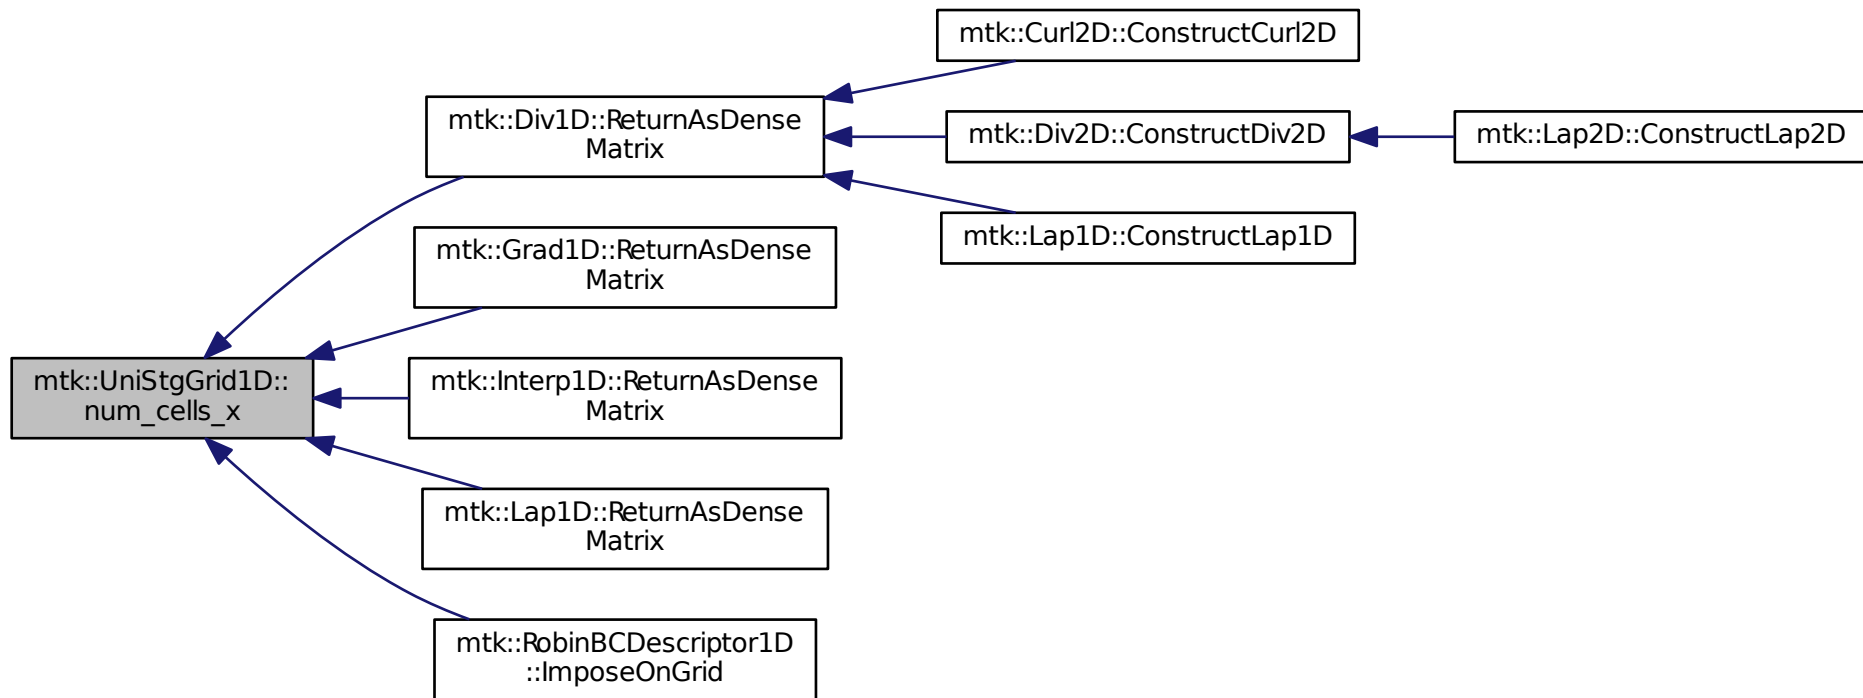 mtk::Curl2D::ConstructCurl2D
mtk::Div1D::ReturnAsDense
Matrix
mtk::Div2D::ConstructDiv2D
mtk::Lap2D::ConstructLap2D
mtk::Lap1D::ConstructLap1D
mtk::Grad1D::ReturnAsDense
Matrix
mtk::UniStgGrid1D::
num_cells_x
mtk::Interp1D::ReturnAsDense
Matrix
mtk::Lap1D::ReturnAsDense
Matrix
mtk::RobinBCDescriptor1D
::ImposeOnGrid